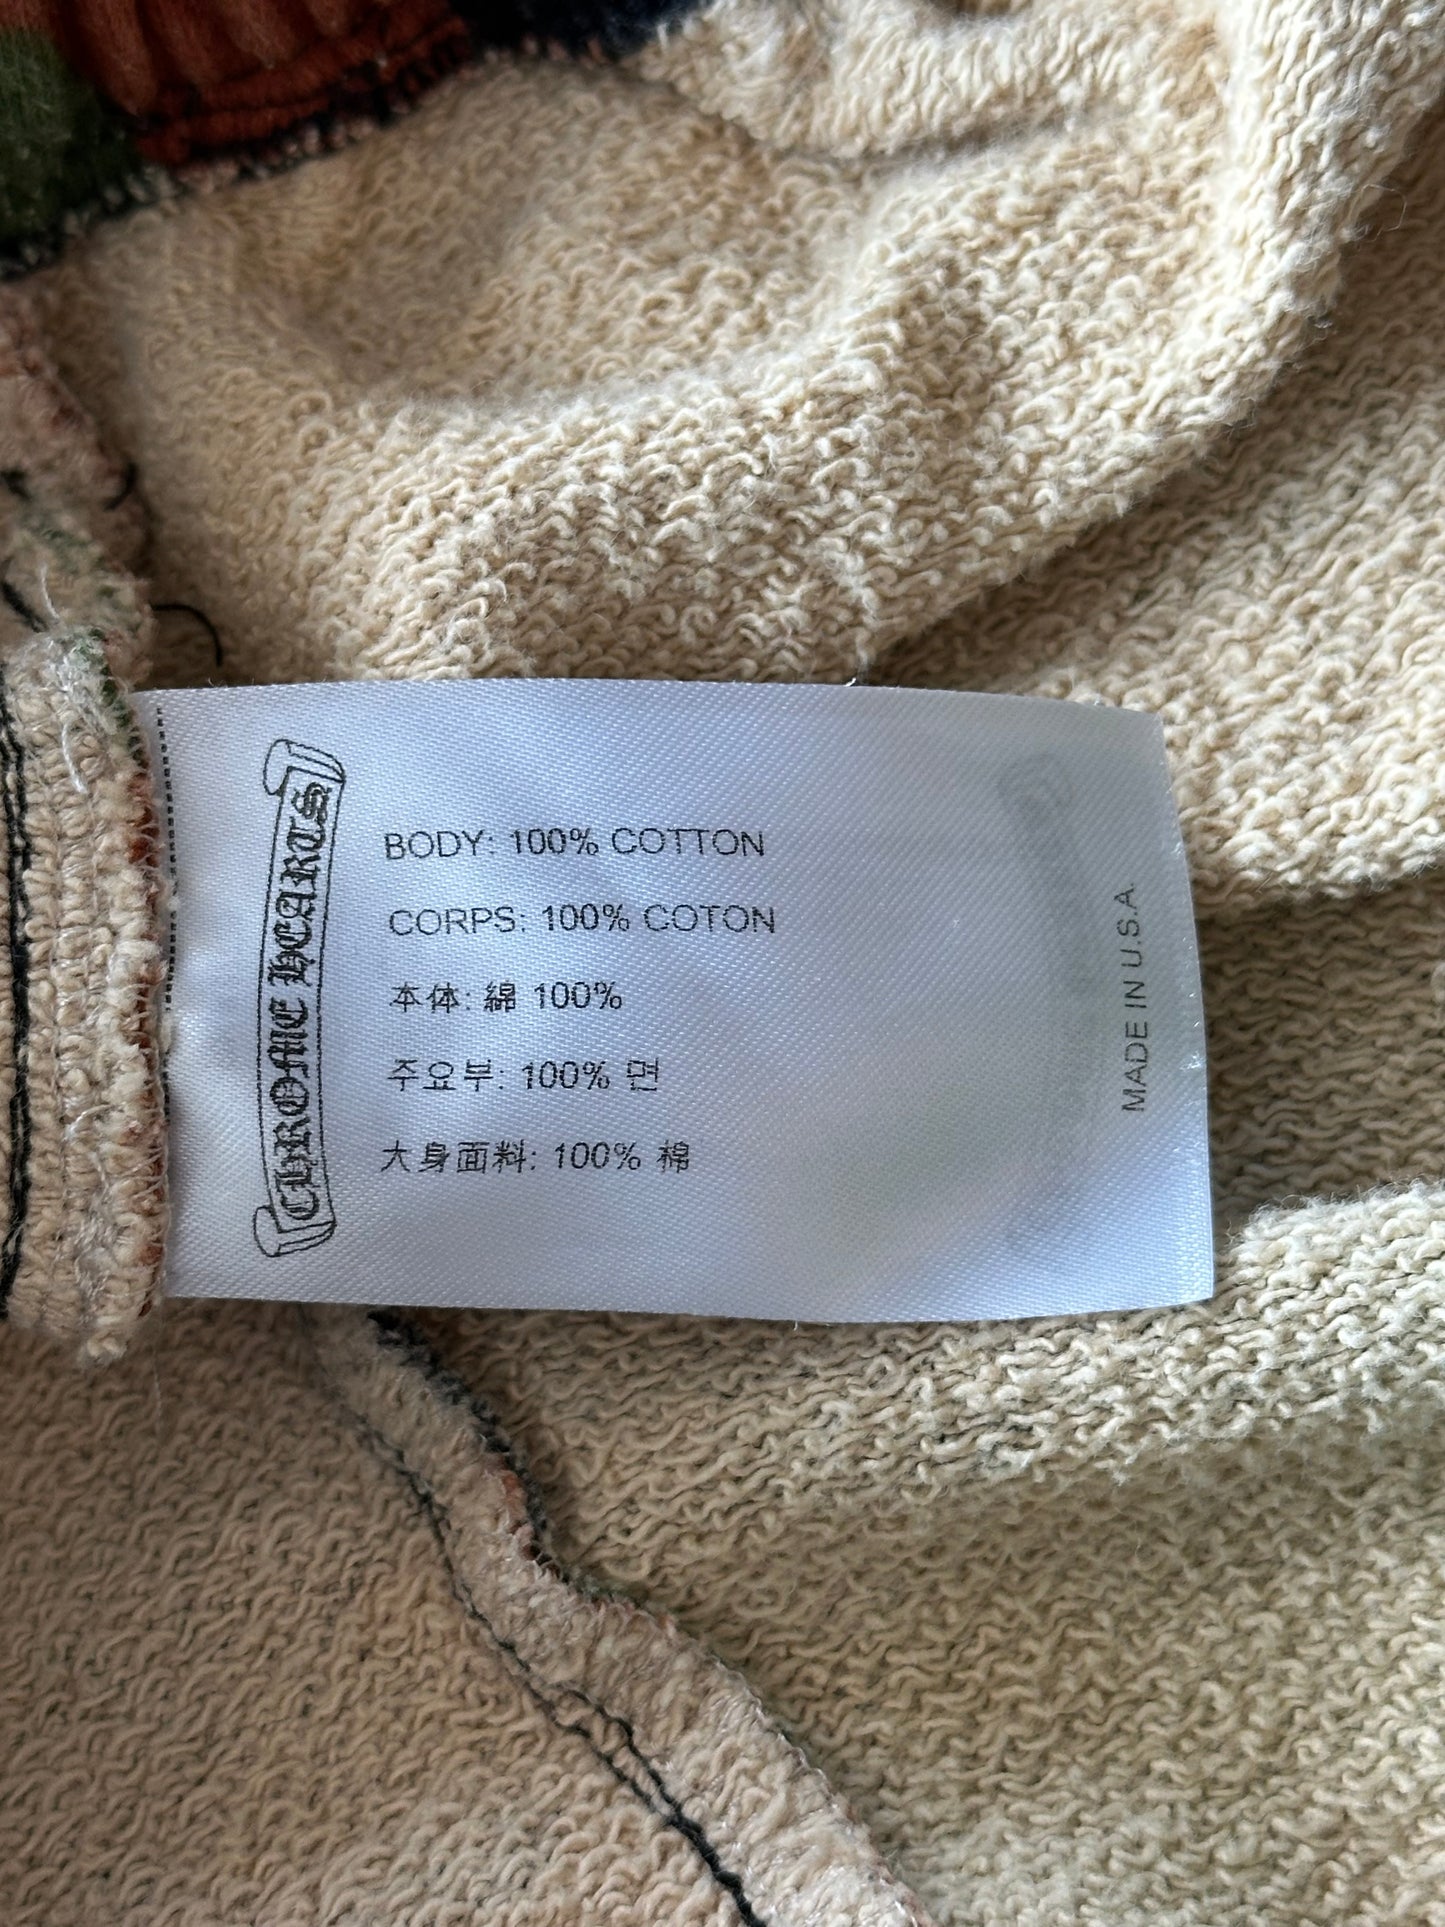 CHROME HEARTS
BODY: 100% COTTON
CORPS: 100% COTON
本体: 綿 100%
주요부: 100% 면
大身面料: 100% 棉
MADE IN U.S.A.